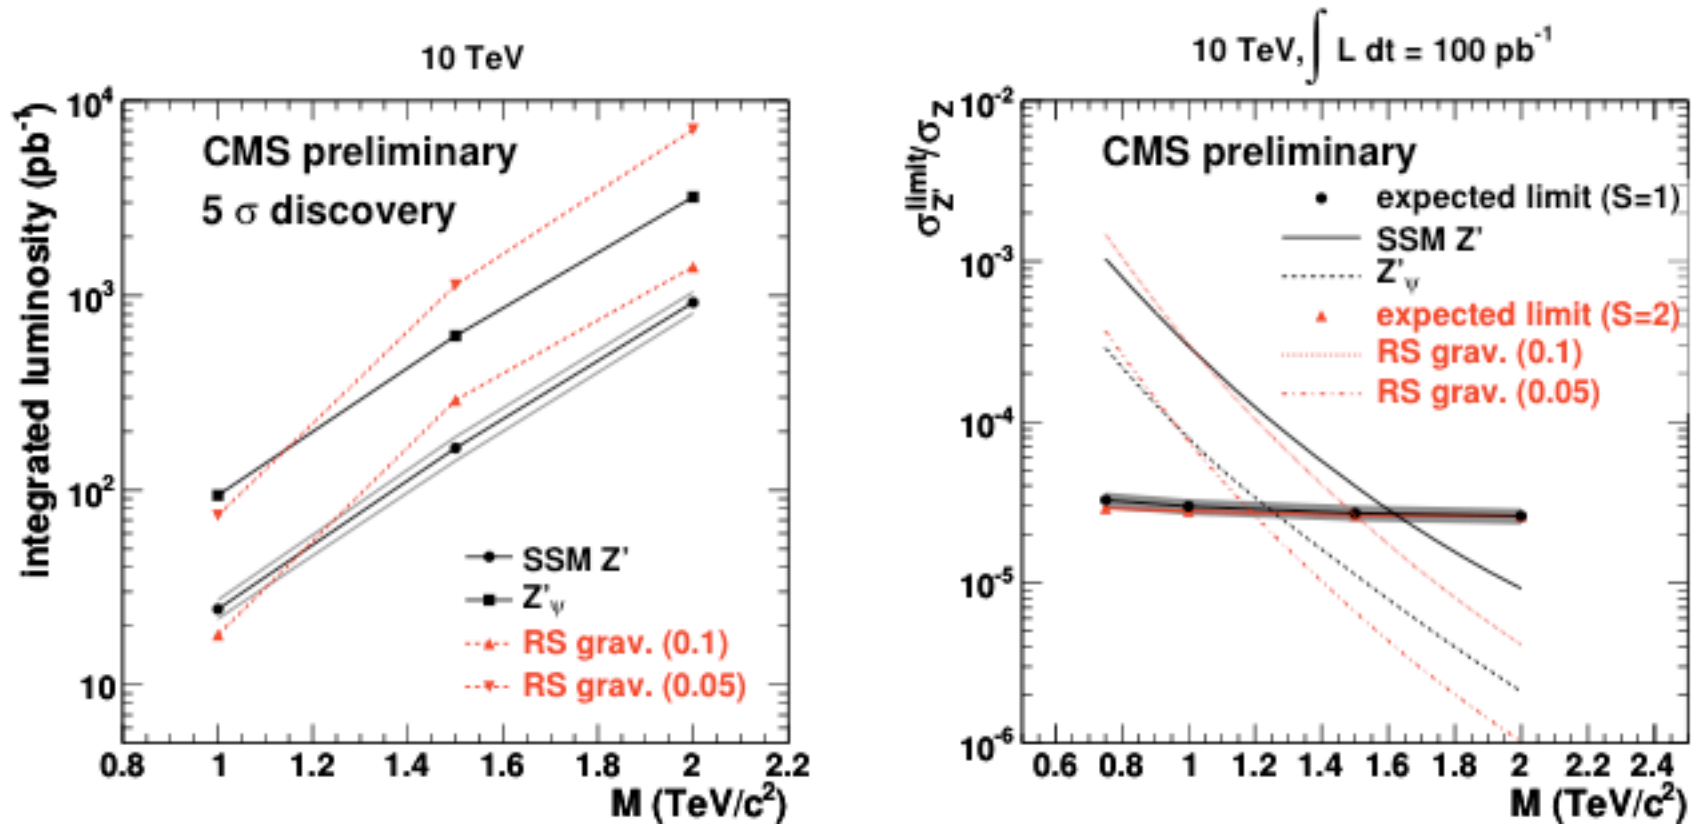 10 TeV
integrated luminosity (pb⁻¹)
10⁴
10³
10²
10
CMS preliminary
5 σ discovery
SSM Z'
Z'ψ
RS grav. (0.1)
RS grav. (0.05)
0.8 1 1.2 1.4 1.6 1.8 2 2.2
M (TeV/c²)
10 TeV, ∫ L dt = 100 pb⁻¹
σ_Z'^limit/σ_Z
10⁻²
10⁻³
10⁻⁴
10⁻⁵
10⁻⁶
CMS preliminary
expected limit (S=1)
SSM Z'
Z'ψ
expected limit (S=2)
RS grav. (0.1)
RS grav. (0.05)
0.6 0.8 1 1.2 1.4 1.6 1.8 2 2.2 2.4
M (TeV/c²)